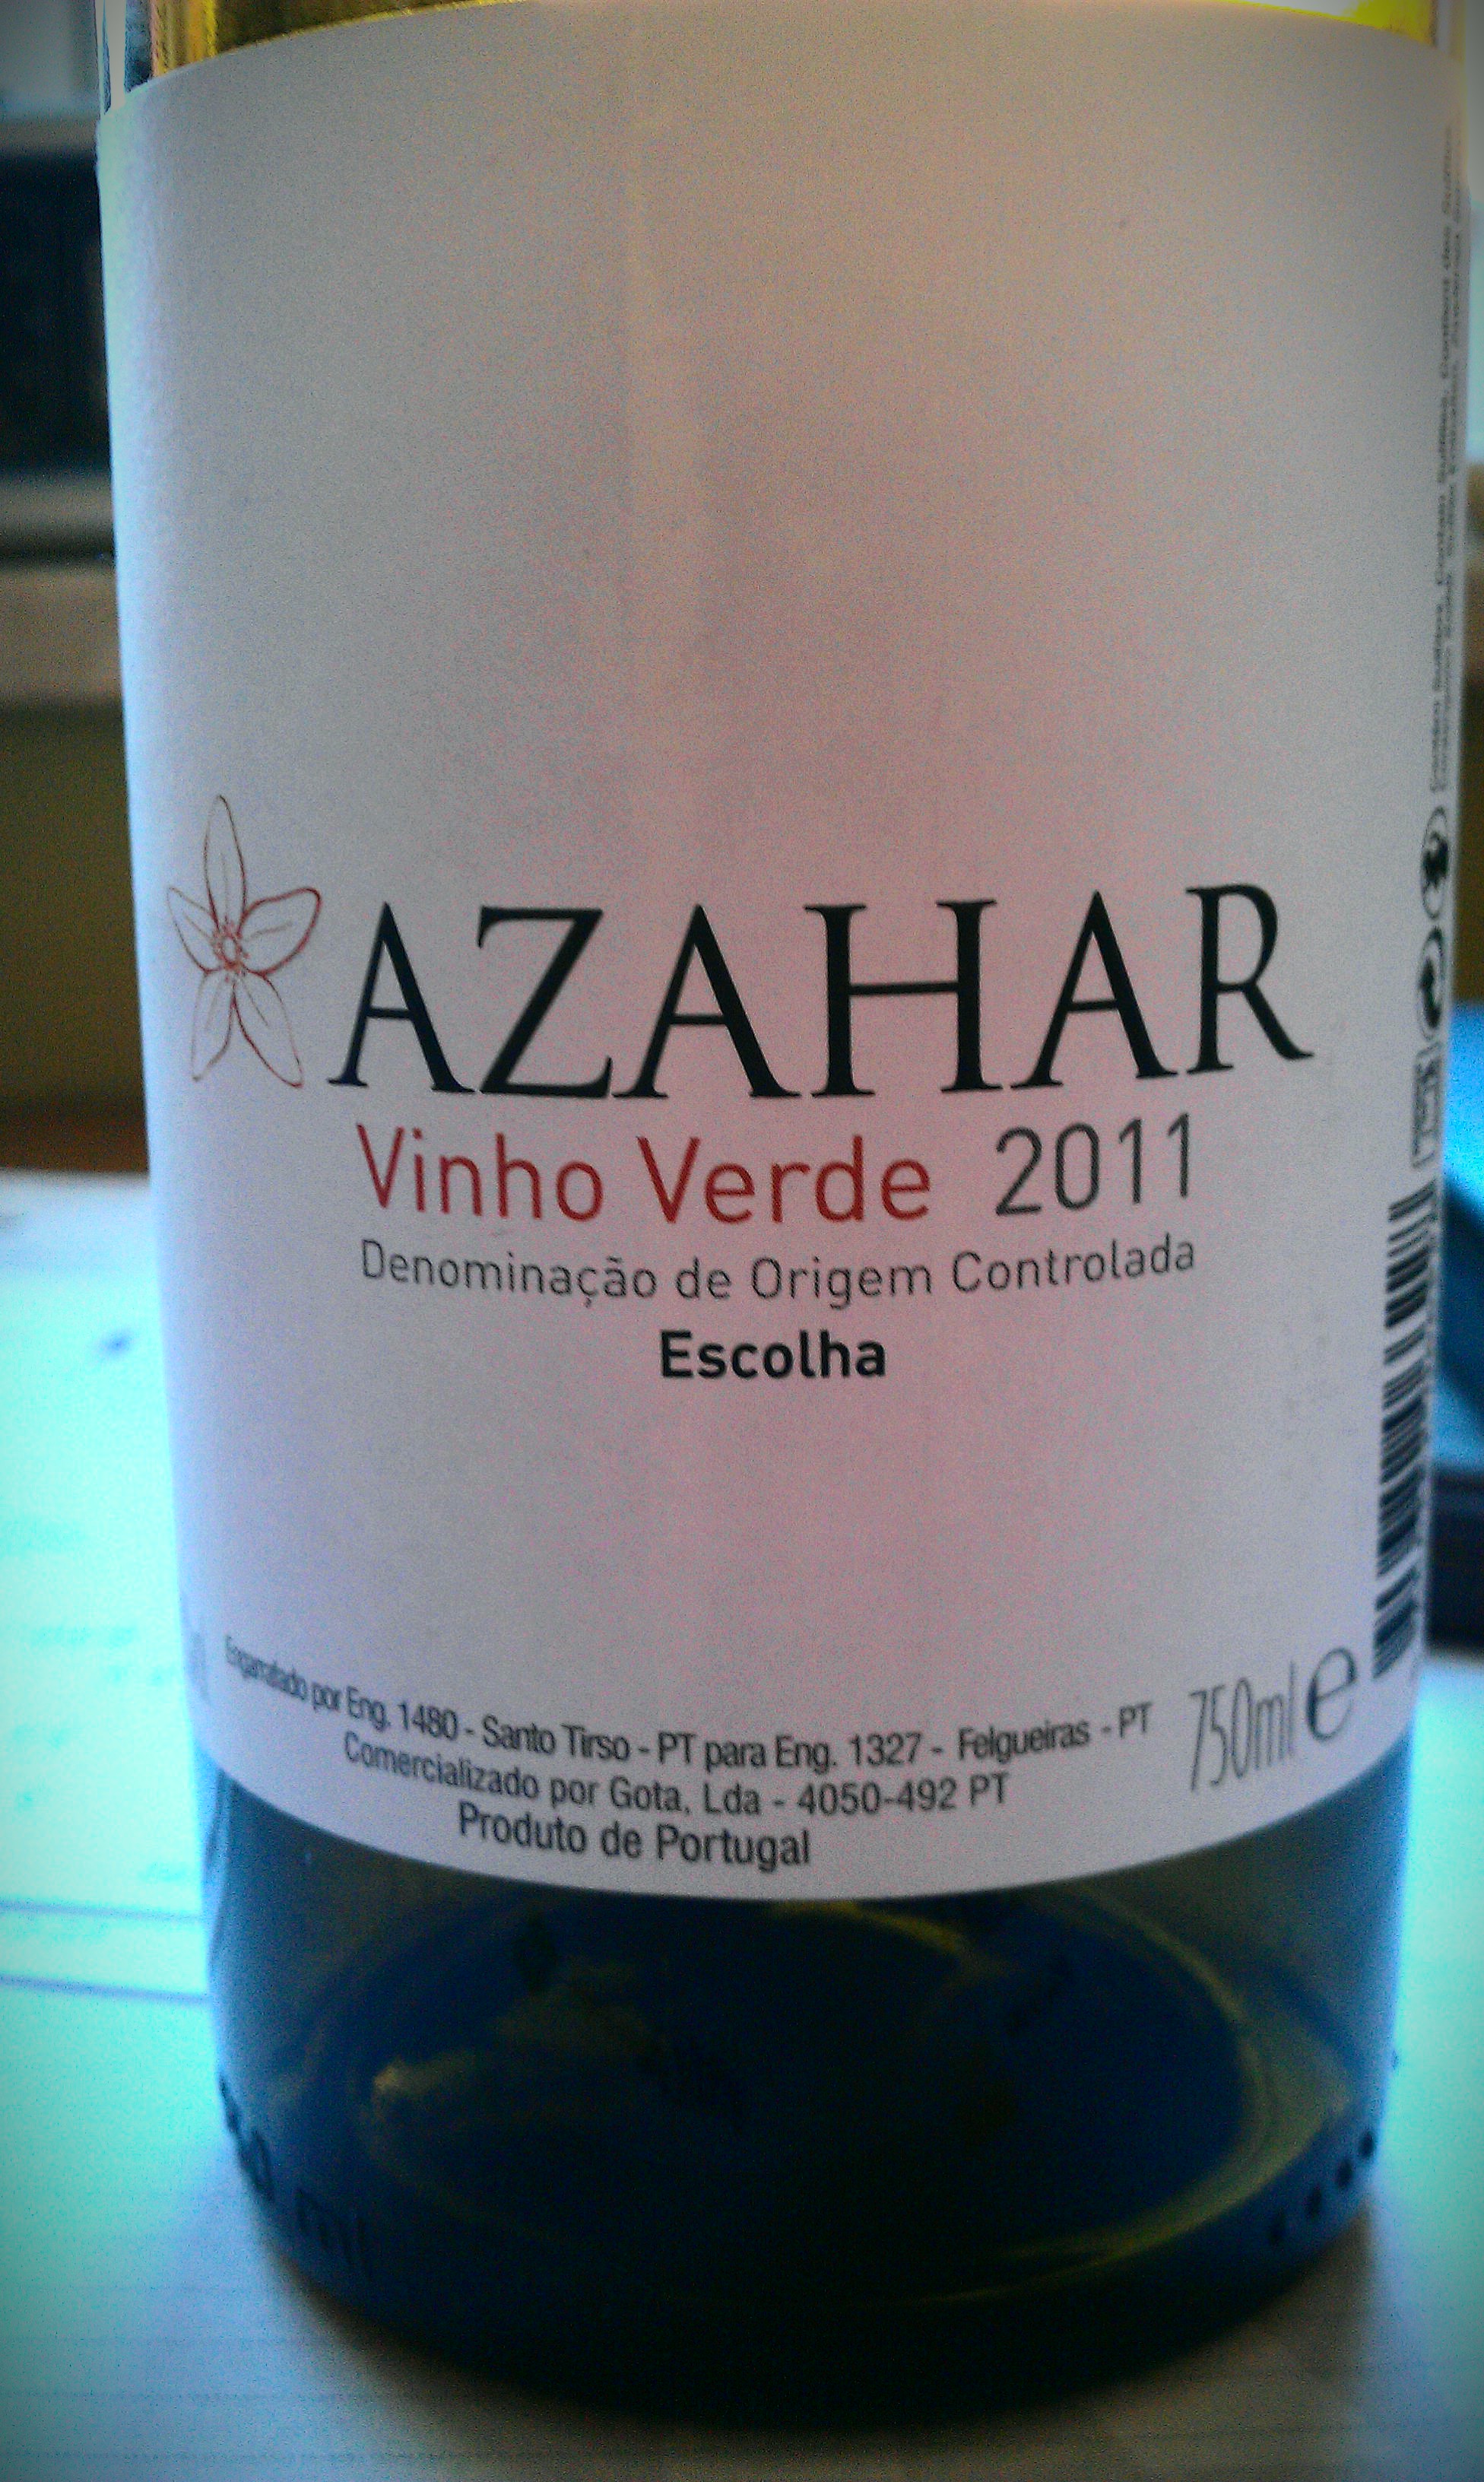 AZAHAR
Vinho Verde 2011
Denominação de Origem Controlada
Escolha
Engarrafado por Eng. 1480 - Santo Tirso - PT para Eng. 1327 - Felgueiras - PT
Comercializado por Gota, Lda - 4050-492 PT
Produto de Portugal
750ml e